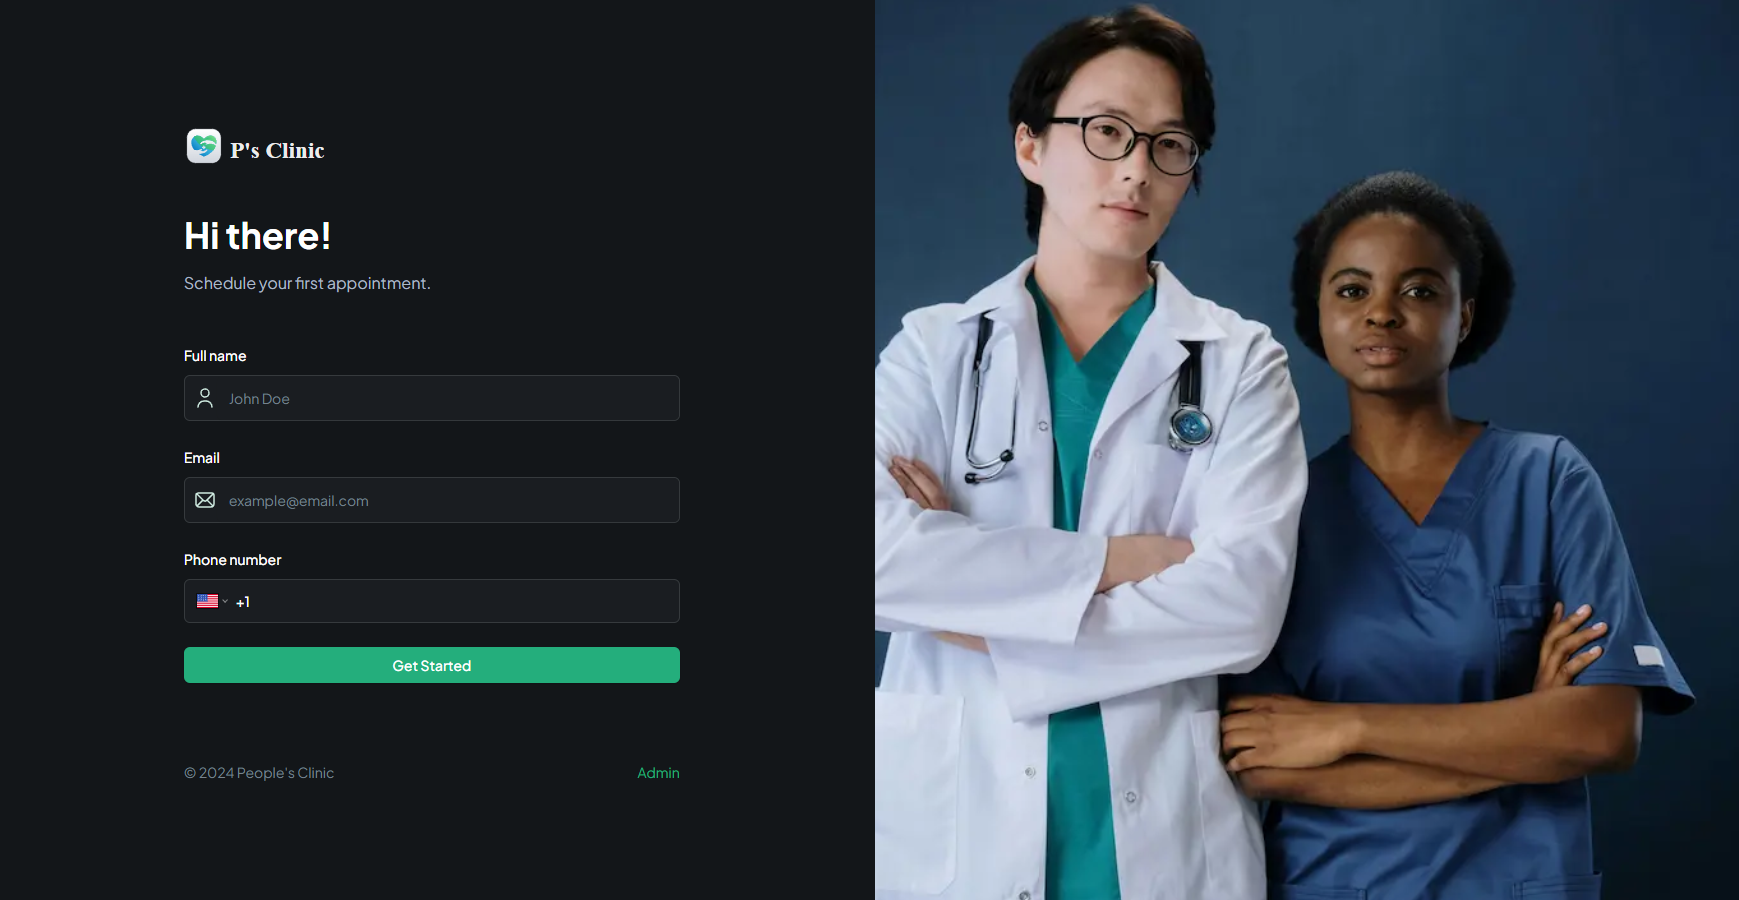 P's Clinic
Hi there!
Schedule your first appointment.
Full name
John Doe
Email
example@email.com
Phone number
+1
Get Started
© 2024 People's Clinic
Admin